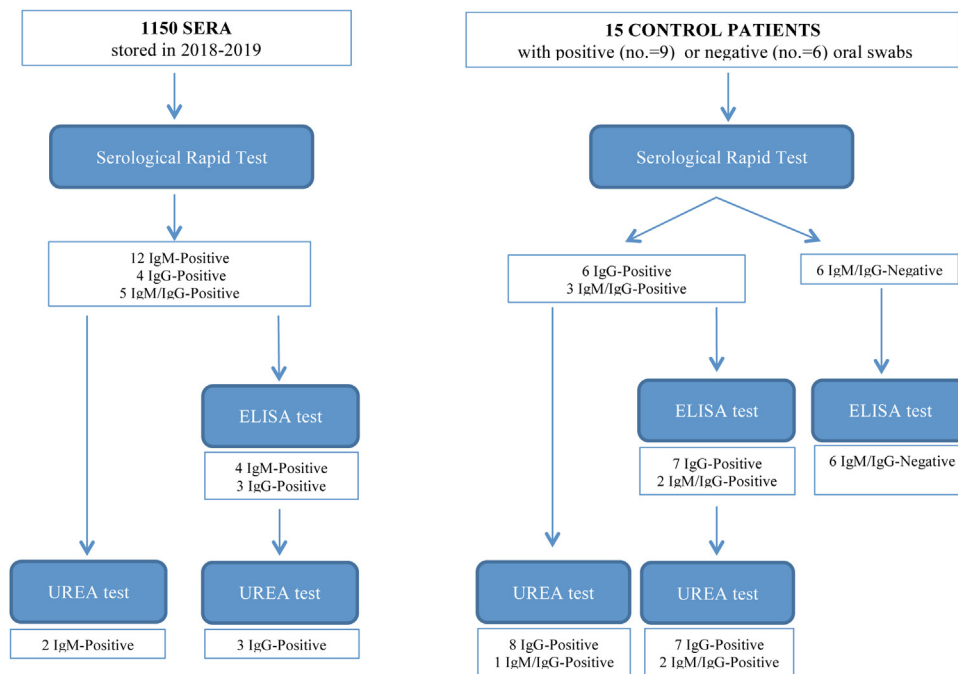 1150 SERA
stored in 2018-2019
Serological Rapid Test
12 IgM-Positive
4 IgG-Positive
5 IgM/IgG-Positive
ELISA test
4 IgM-Positive
3 IgG-Positive
UREA test
2 IgM-Positive
UREA test
3 IgG-Positive
15 CONTROL PATIENTS
with positive (no.=9) or negative (no.=6) oral swabs
Serological Rapid Test
6 IgG-Positive
3 IgM/IgG-Positive
6 IgM/IgG-Negative
ELISA test
7 IgG-Positive
2 IgM/IgG-Positive
ELISA test
6 IgM/IgG-Negative
UREA test
8 IgG-Positive
1 IgM/IgG-Positive
UREA test
7 IgG-Positive
2 IgM/IgG-Positive